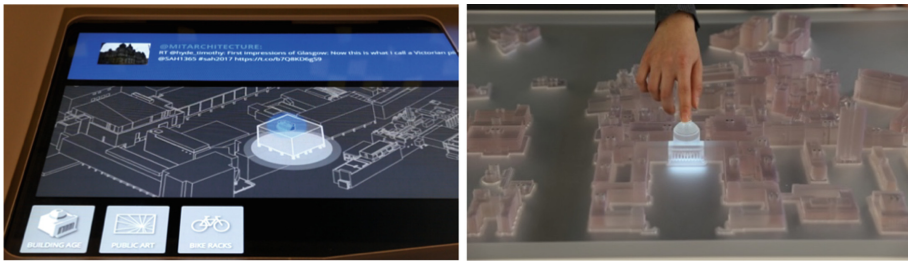 @MITARCHITECTURE:
RT @hyde_timothy: First impressions of Glasgow: Now this is what I call a Victorian
@SAH1365 #sah2017
BUILDING AGE
PUBLIC ART
BIKE RACKS